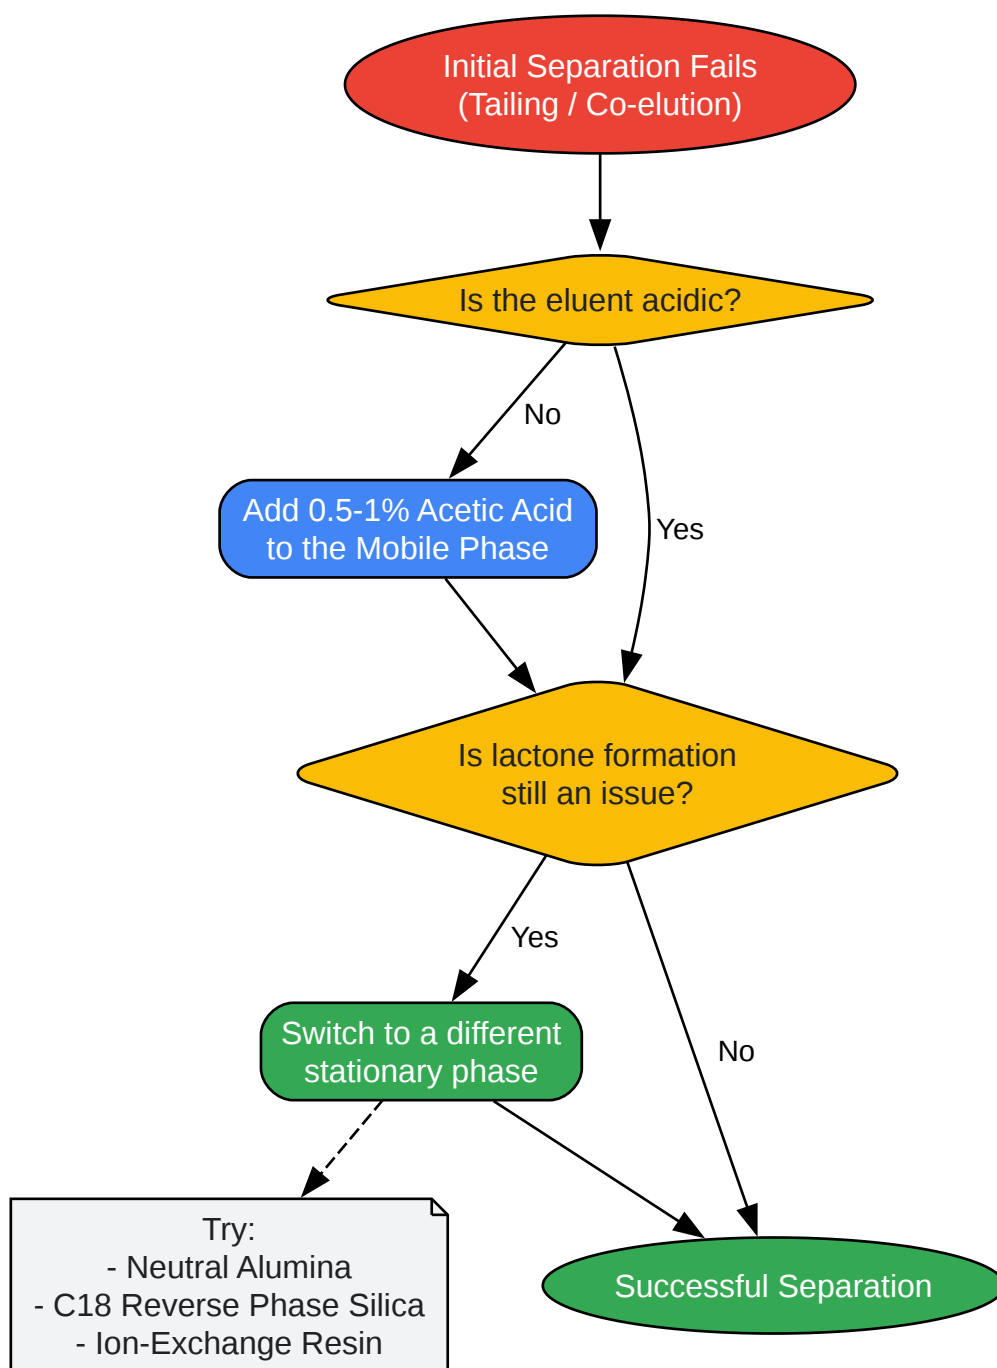 Initial Separation Fails
(Tailing / Co-elution)
Is the eluent acidic?
No
Add 0.5-1% Acetic Acid
to the Mobile Phase
Yes
Is lactone formation
still an issue?
Yes
Switch to a different
stationary phase
No
Try:
- Neutral Alumina
- C18 Reverse Phase Silica
- Ion-Exchange Resin
Successful Separation